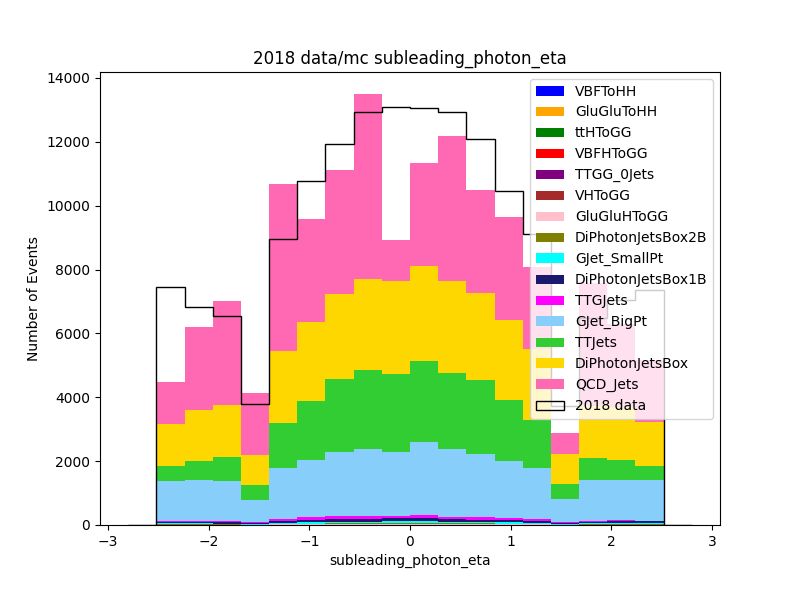 2018 data/mc subleading_photon_eta
Number of Events
14000
12000
10000
8000
6000
4000
2000
0
−3
−2
−1
0
1
2
3
subleading_photon_eta
VBFToHH
GluGluToHH
ttHToGG
VBFHToGG
TTGG_0Jets
VHToGG
GluGluHToGG
DiPhotonJetsBox2B
GJet_SmallPt
DiPhotonJetsBox1B
TTGJets
GJet_BigPt
TTJets
DiPhotonJetsBox
QCD_Jets
2018 data